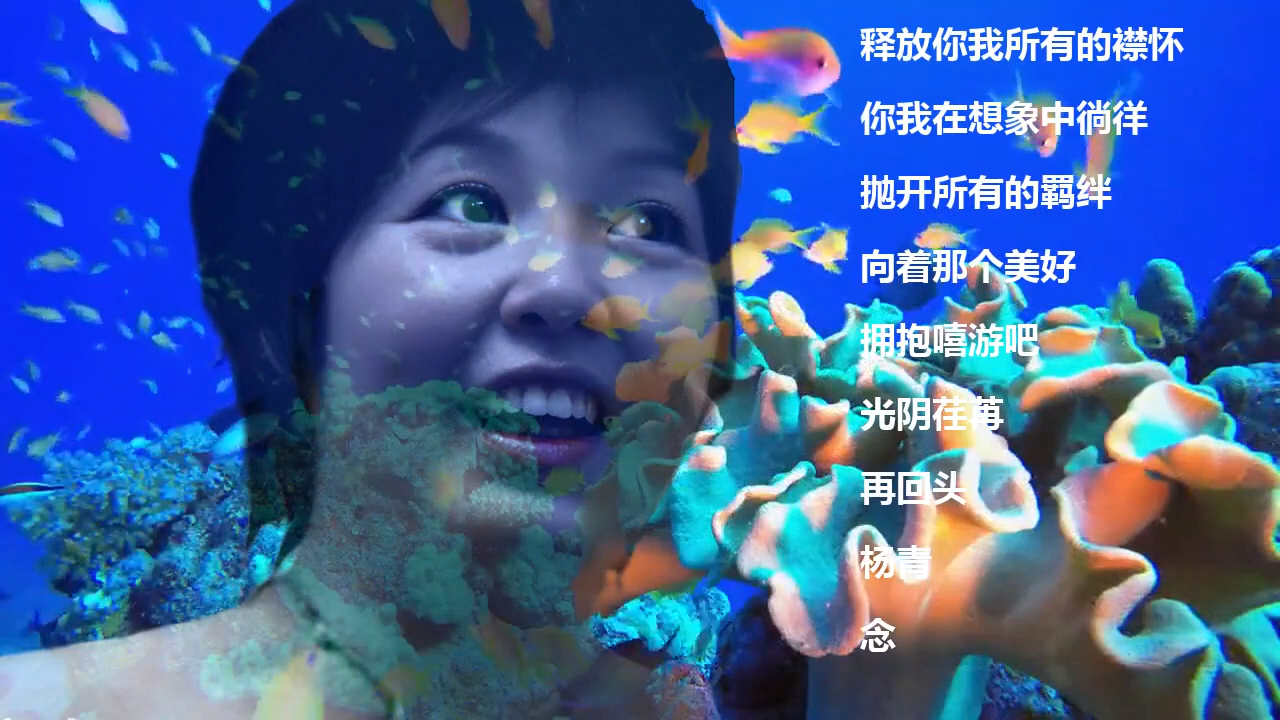 释放你我所有的襟怀
你我在想象中徜徉
抛开所有的羁绊
向着那个美好
拥抱嘻游吧
光阴荏苒
再回头
杨青
念